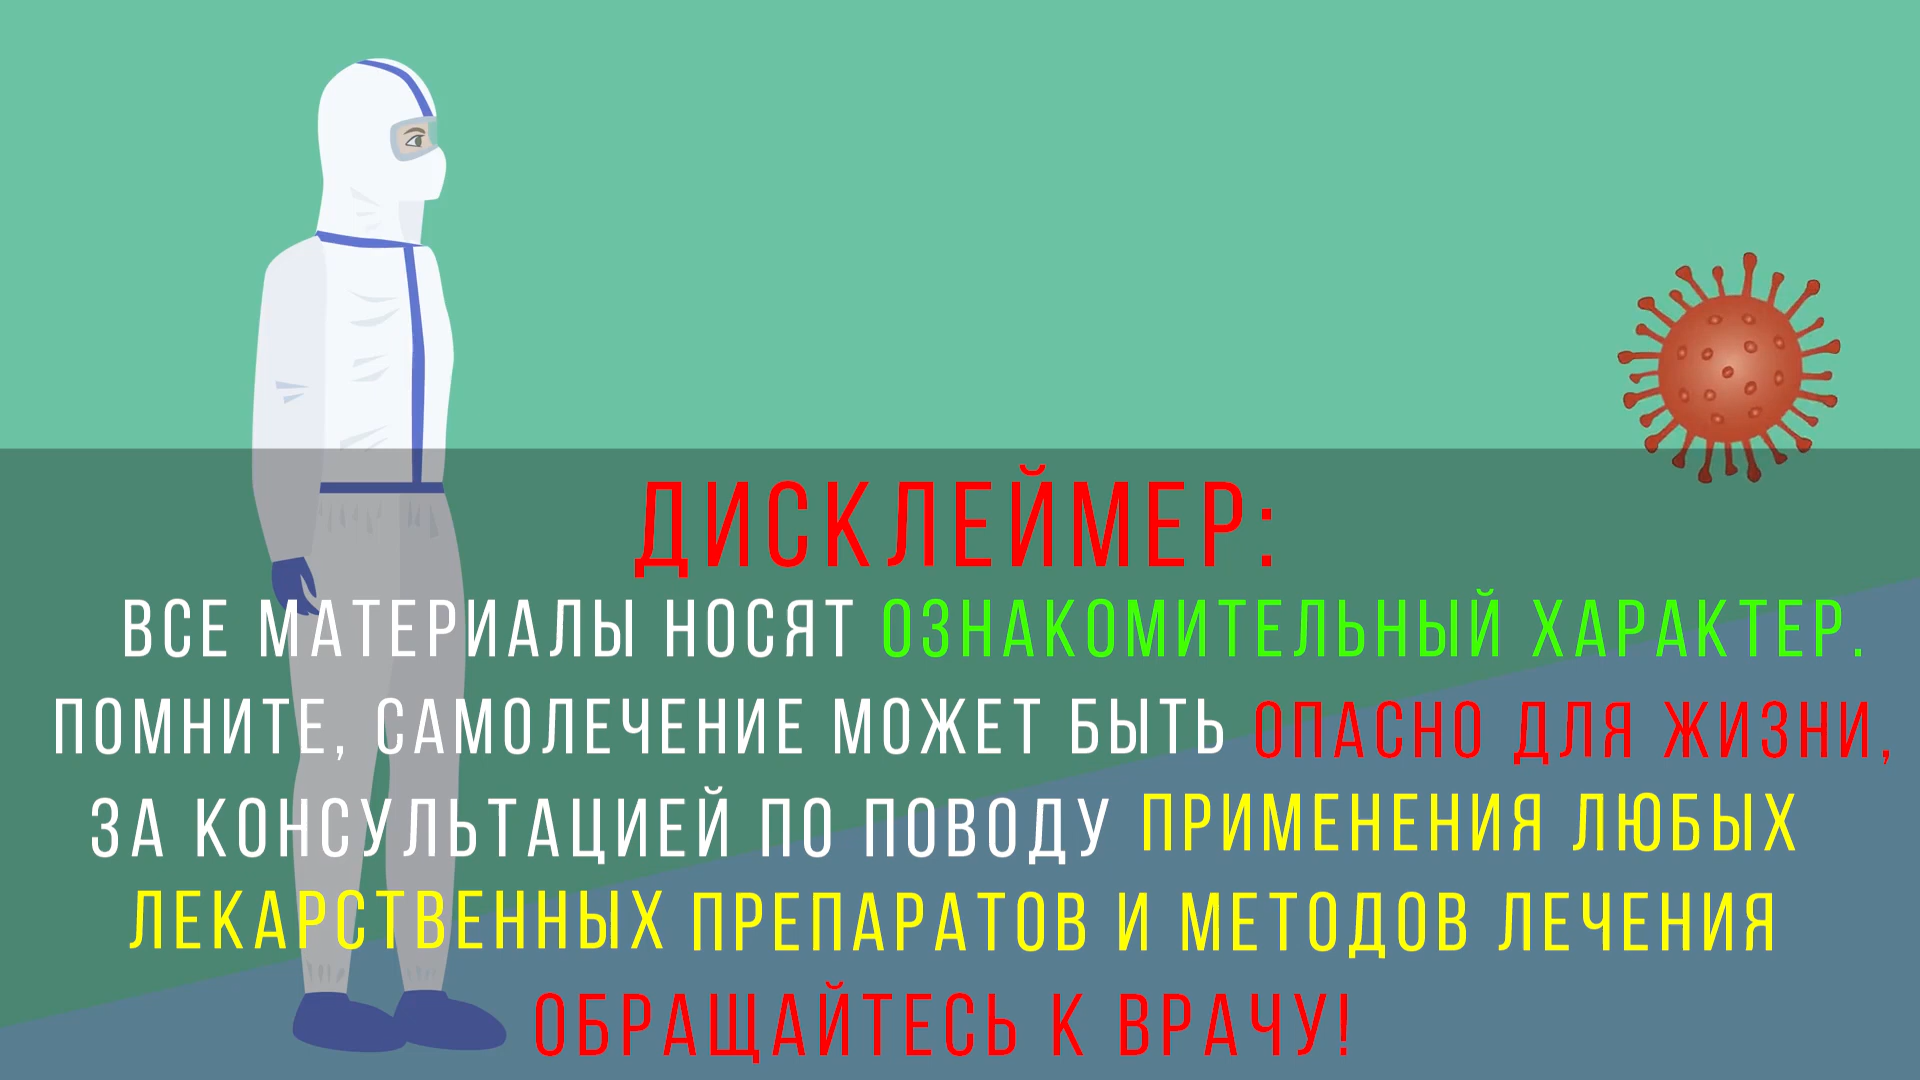 ДИСКЛЕЙМЕР:
ВСЕ МАТЕРИАЛЫ НОСЯТ ОЗНАКОМИТЕЛЬНЫЙ ХАРАКТЕР.
ПОМНИТЕ, САМОЛЕЧЕНИЕ МОЖЕТ БЫТЬ ОПАСНО ДЛЯ ЖИЗНИ,
ЗА КОНСУЛЬТАЦИЕЙ ПО ПОВОДУ ПРИМЕНЕНИЯ ЛЮБЫХ
ЛЕКАРСТВЕННЫХ ПРЕПАРАТОВ И МЕТОДОВ ЛЕЧЕНИЯ
ОБРАЩАЙТЕСЬ К ВРАЧУ!